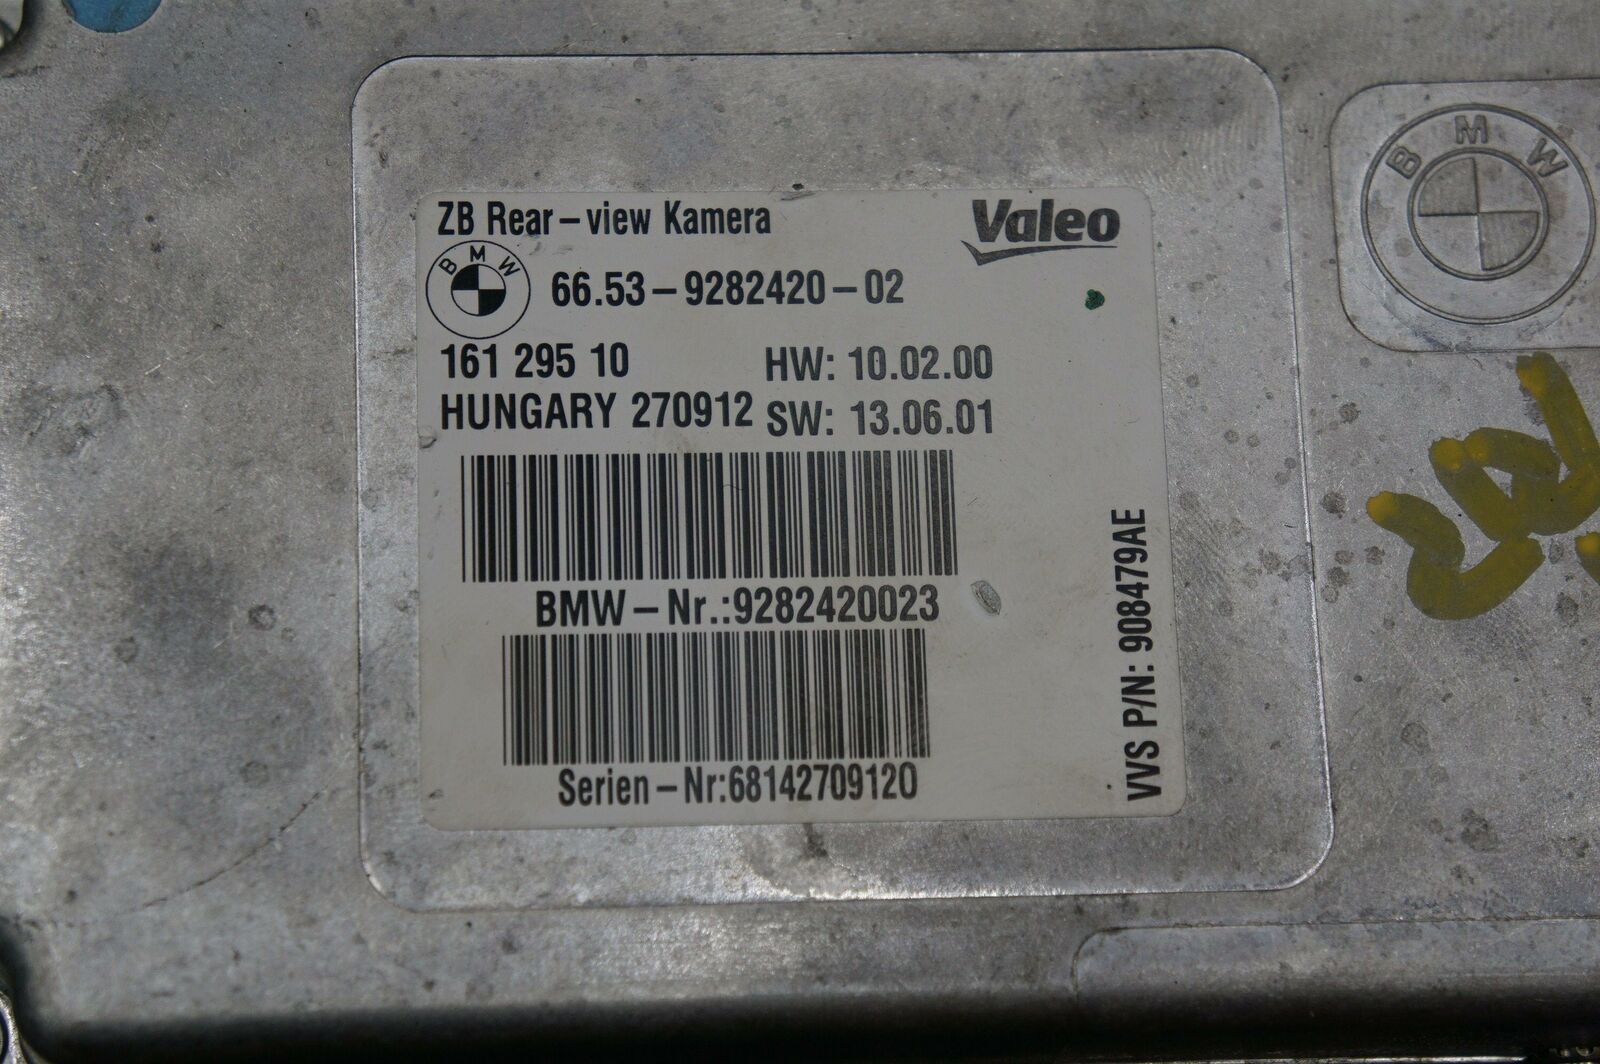 ZB Rear-view Kamera
Valeo
BMW
66.53-9282420-02
161 295 10
HW: 10.02.00
HUNGARY 270912
SW: 13.06.01
BMW-Nr.:9282420023
Serien-Nr:68142709120
VVS P/N: 908479AE
BMW